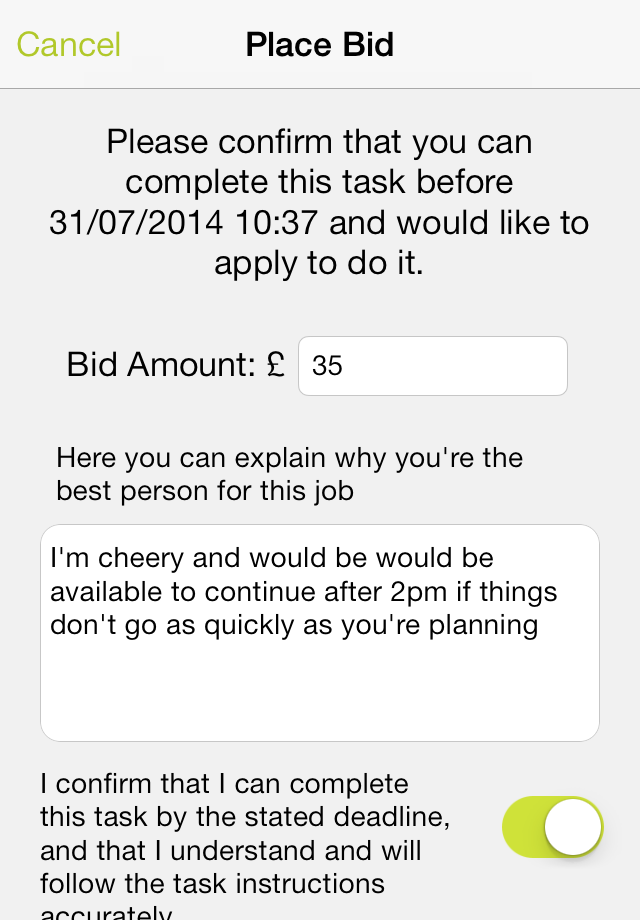 Cancel
Place Bid
Please confirm that you can
complete this task before
31/07/2014 10:37 and would like to
apply to do it.
Bid Amount: £ 35
Here you can explain why you're the
best person for this job
I'm cheery and would be would be
available to continue after 2pm if things
don't go as quickly as you're planning
I confirm that I can complete
this task by the stated deadline,
and that I understand and will
follow the task instructions
accurately